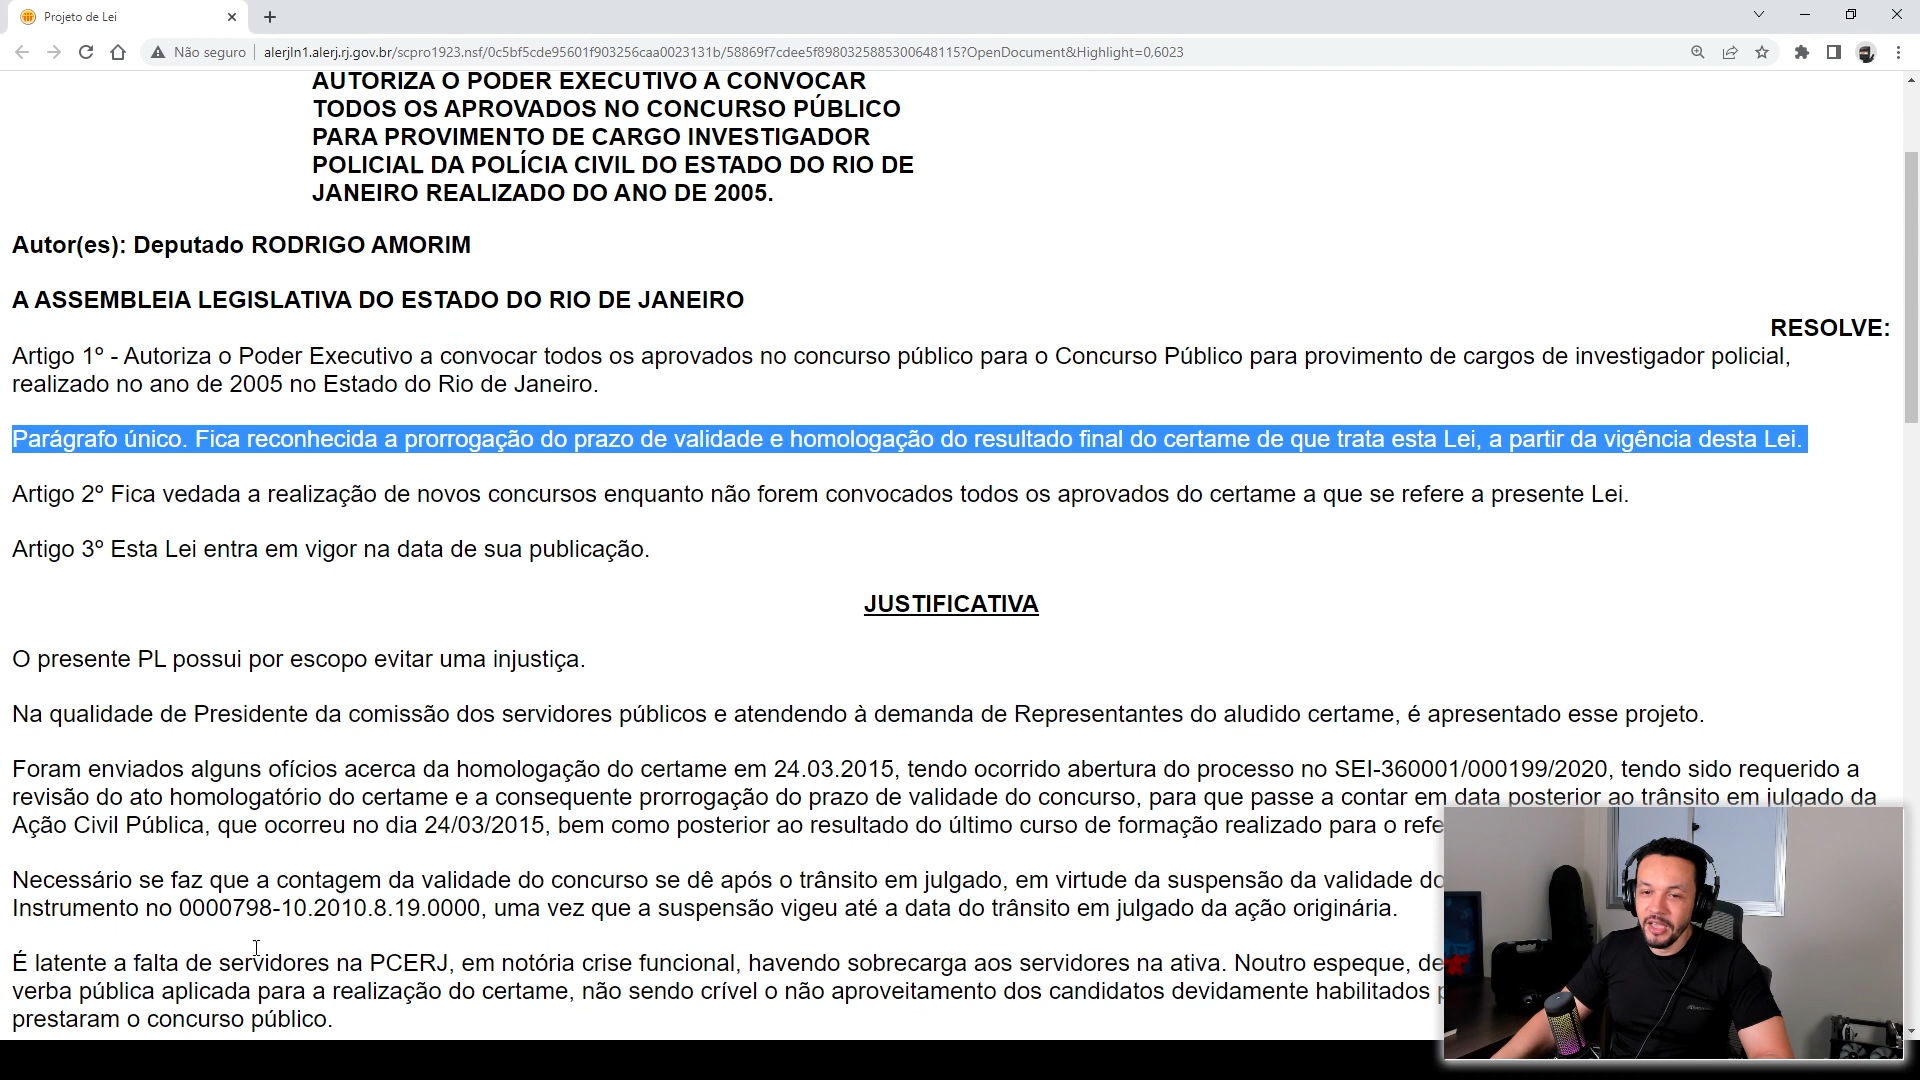 Projeto de Lei
Não seguro
alerjln1.alerj.rj.gov.br/scpro1923.nsf/0c5bf5cde95601f903256caa0023131b/58869f7cdee5f8980325885300648115?OpenDocument&Highlight=0,6023
AUTORIZA O PODER EXECUTIVO A CONVOCAR
TODOS OS APROVADOS NO CONCURSO PÚBLICO
PARA PROVIMENTO DE CARGO INVESTIGADOR
POLICIAL DA POLÍCIA CIVIL DO ESTADO DO RIO DE
JANEIRO REALIZADO DO ANO DE 2005.
Autor(es): Deputado RODRIGO AMORIM
A ASSEMBLEIA LEGISLATIVA DO ESTADO DO RIO DE JANEIRO
RESOLVE:
Artigo 1º - Autoriza o Poder Executivo a convocar todos os aprovados no concurso público para o Concurso Público para provimento de cargos de investigador policial,
realizado no ano de 2005 no Estado do Rio de Janeiro.
Parágrafo único. Fica reconhecida a prorrogação do prazo de validade e homologação do resultado final do certame de que trata esta Lei, a partir da vigência desta Lei.
Artigo 2º Fica vedada a realização de novos concursos enquanto não forem convocados todos os aprovados do certame a que se refere a presente Lei.
Artigo 3º Esta Lei entra em vigor na data de sua publicação.
JUSTIFICATIVA
O presente PL possui por escopo evitar uma injustiça.
Na qualidade de Presidente da comissão dos servidores públicos e atendendo à demanda de Representantes do aludido certame, é apresentado esse projeto.
Foram enviados alguns ofícios acerca da homologação do certame em 24.03.2015, tendo ocorrido abertura do processo no SEI-360001/000199/2020, tendo sido requerido a
revisão do ato homologatório do certame e a consequente prorrogação do prazo de validade do concurso, para que passe a contar em data posterior ao trânsito em julgado da
Ação Civil Pública, que ocorreu no dia 24/03/2015, bem como posterior ao resultado do último curso de formação realizado para o refe
Necessário se faz que a contagem da validade do concurso se dê após o trânsito em julgado, em virtude da suspensão da validade do
Instrumento no 0000798-10.2010.8.19.0000, uma vez que a suspensão vigeu até a data do trânsito em julgado da ação originária.
É latente a falta de servidores na PCERJ, em notória crise funcional, havendo sobrecarga aos servidores na ativa. Noutro espeque, de
verba pública aplicada para a realização do certame, não sendo crível o não aproveitamento dos candidatos devidamente habilitados
prestaram o concurso público.